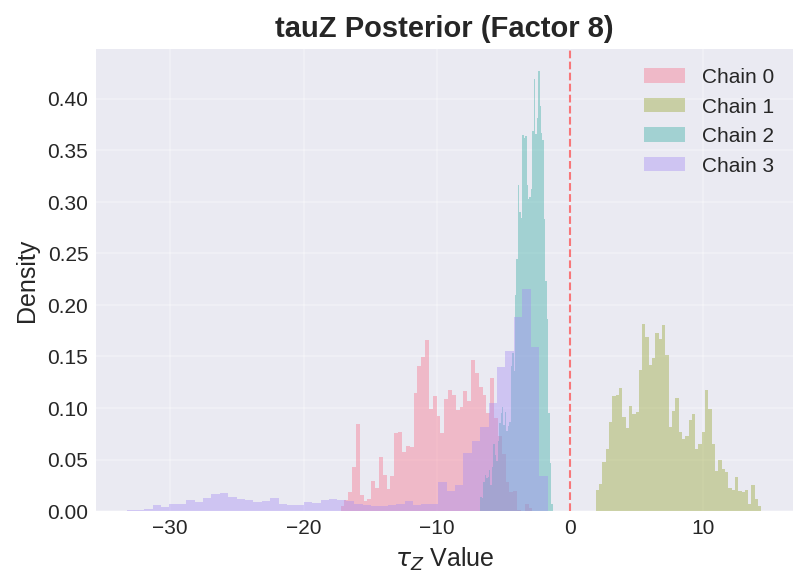 tauZ Posterior (Factor 8)
Chain 0
Chain 1
Chain 2
Chain 3
Density
0.40
0.35
0.30
0.25
0.20
0.15
0.10
0.05
0.00
−30
−20
−10
0
10
τZ Value